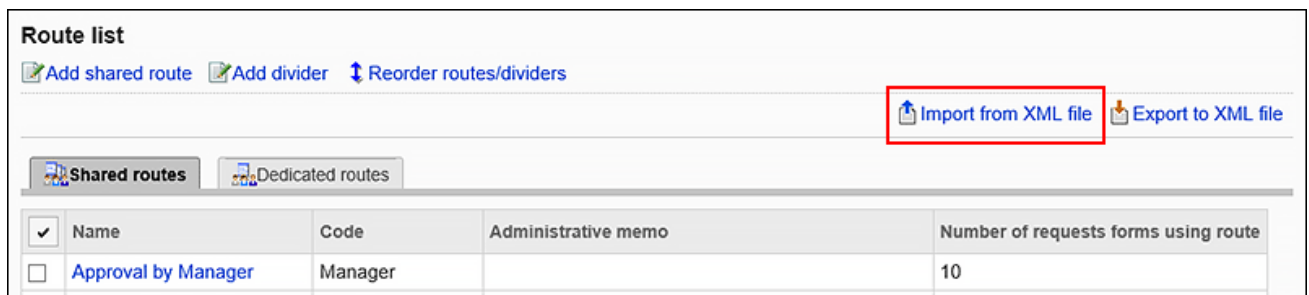 Route list
Add shared route Add divider Reorder routes/dividers
Import from XML file Export to XML file
Shared routes Dedicated routes
Name Code Administrative memo Number of requests forms using route
Approval by Manager Manager 10